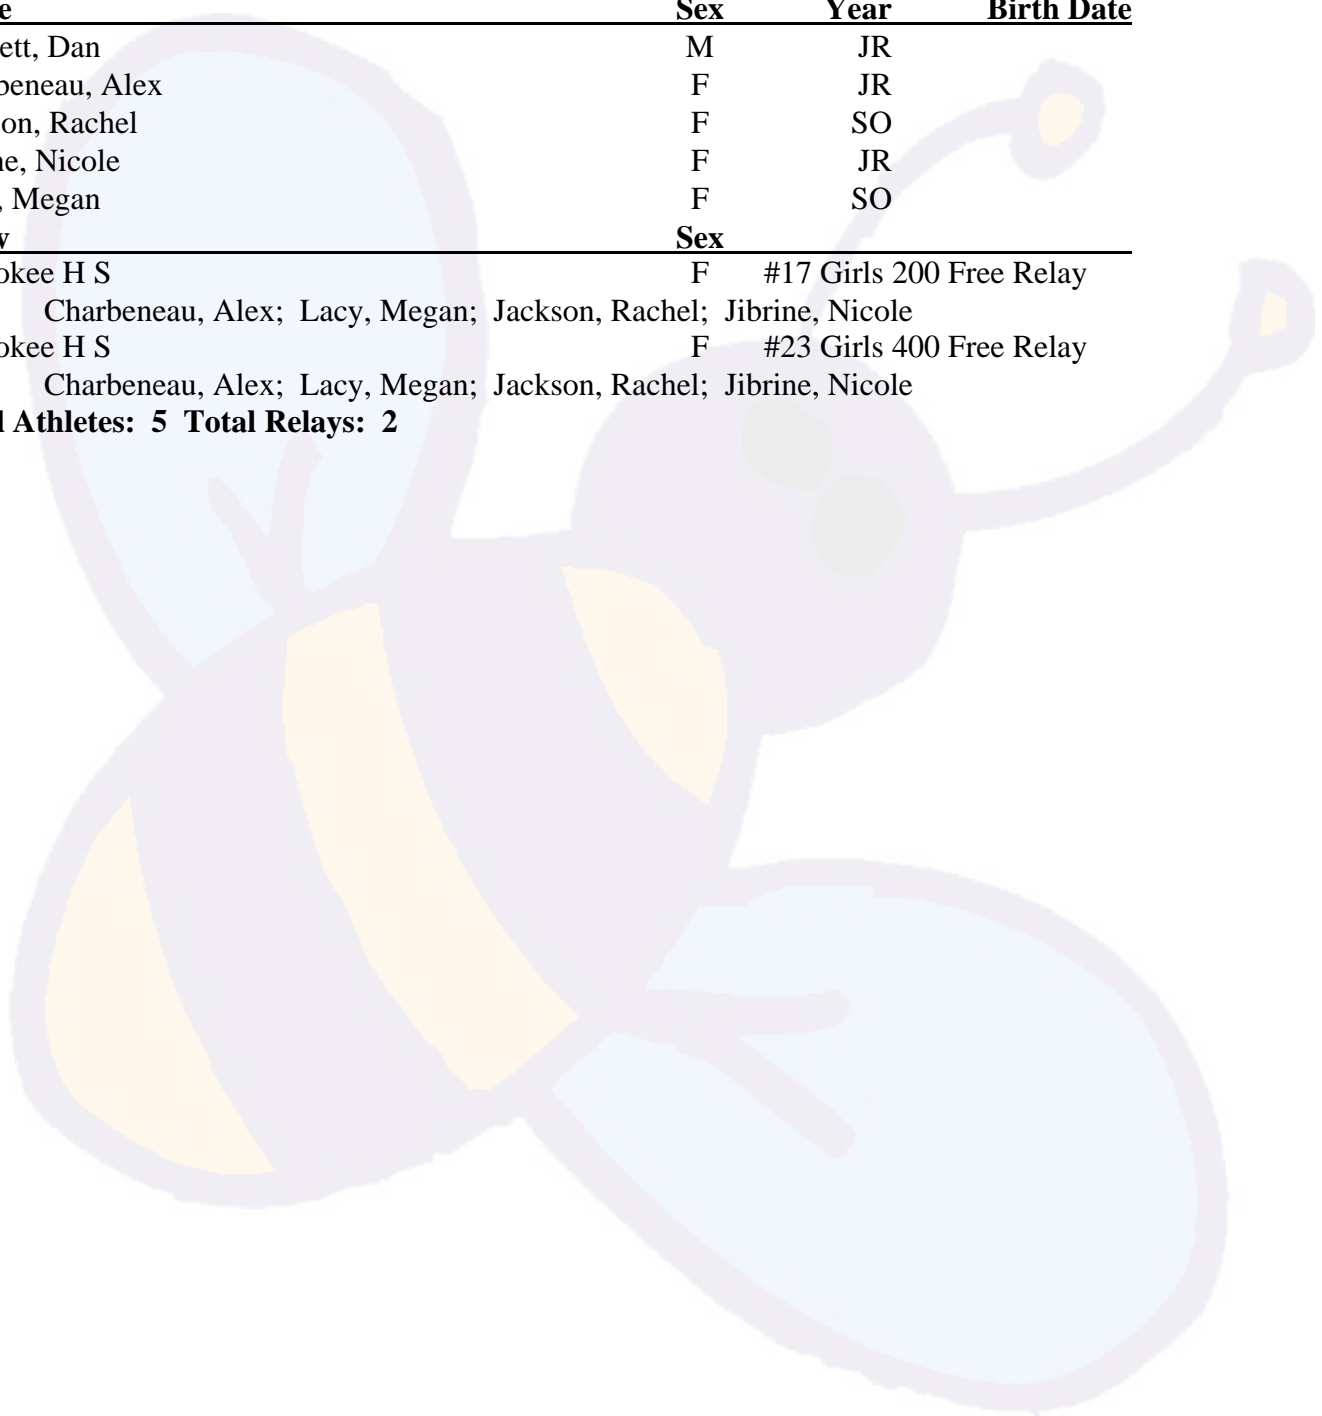 e Sex Year Birth Date
ett, Dan M JR
beneau, Alex F JR
on, Rachel F SO
ne, Nicole F JR
, Megan F SO
Sex
okee H S F #17 Girls 200 Free Relay
Charbeneau, Alex; Lacy, Megan; Jackson, Rachel; Jibrine, Nicole
okee H S F #23 Girls 400 Free Relay
Charbeneau, Alex; Lacy, Megan; Jackson, Rachel; Jibrine, Nicole
l Athletes: 5 Total Relays: 2